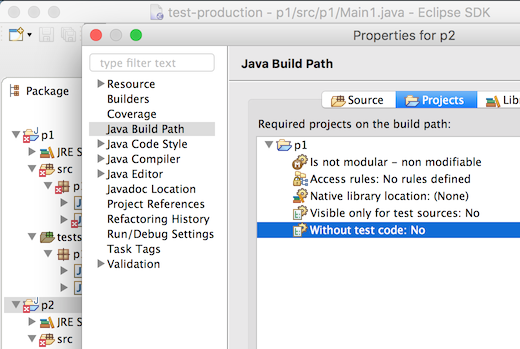 test-production - p1/src/p1/Main1.java - Eclipse SDK
Properties for p2
type filter text
Resource
Builders
Coverage
Java Build Path
Java Code Style
Java Compiler
Java Editor
Javadoc Location
Project References
Refactoring History
Run/Debug Settings
Task Tags
Validation
Java Build Path
Source
Projects
Required projects on the build path:
p1
Is not modular – non modifiable
Access rules: No rules defined
Native library location: (None)
Visible only for test sources: No
Without test code: No
Package
p1
JRE S
src
p
tests
p
p2
JRE S
src